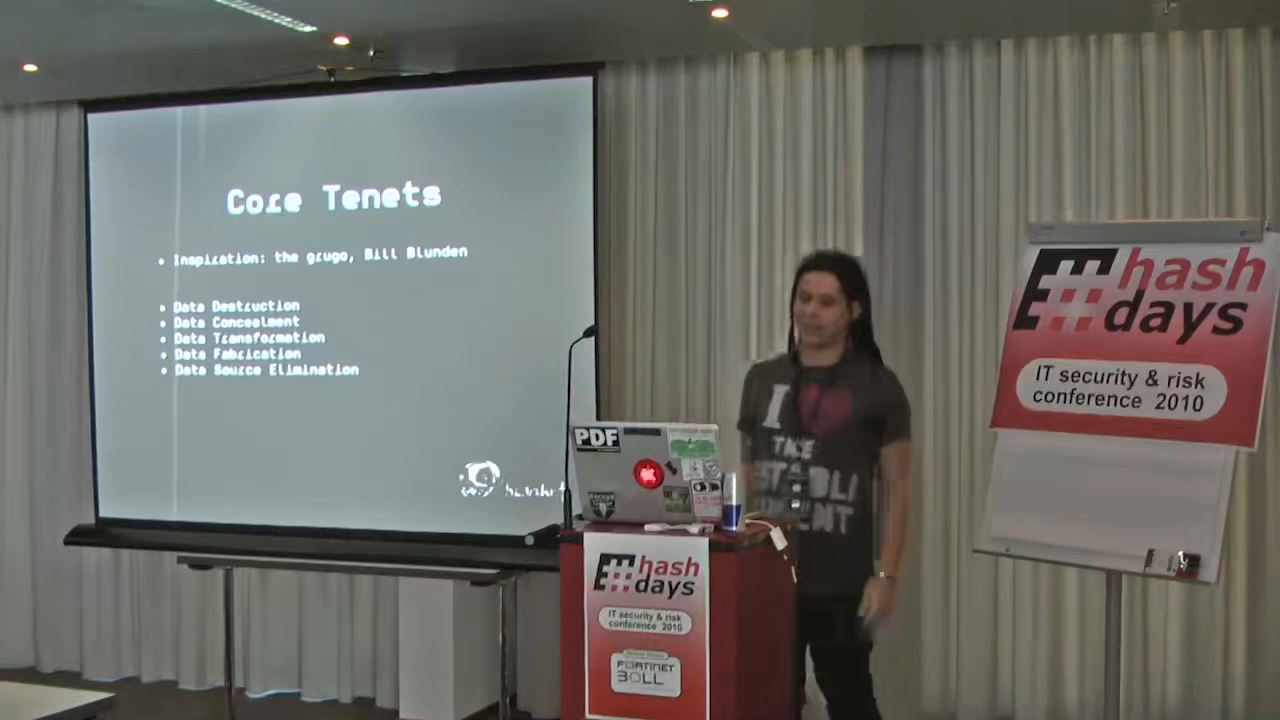 Core Tenets
• Inspiration: the grugq, Bill Blunden
• Data Destruction
• Data Concealment
• Data Transformation
• Data Fabrication
• Data Source Elimination
PDF
I
THE
hash
days
IT security & risk
conference 2010
hash
days
IT security & risk
conference 2010
FORTINET
BOLL